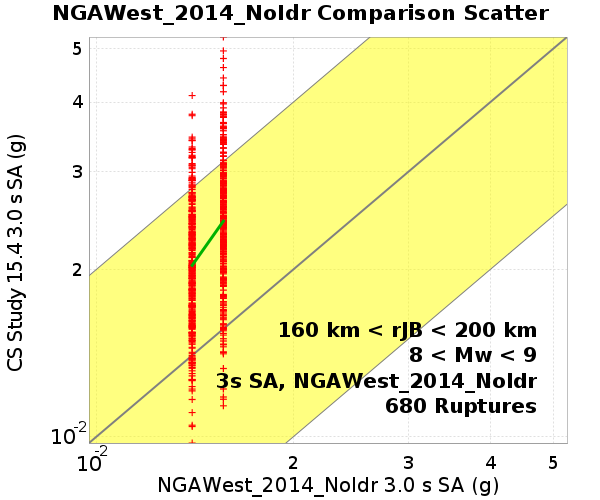 NGAWest_2014_NoIdr Comparison Scatter
CS Study 15.4 3.0 s SA (g)
5
4
3
2
10-2
160 km < rJB < 200 km
8 < Mw < 9
3s SA, NGAWest_2014_NoIdr
680 Ruptures
10-2 2 3 4 5
NGAWest_2014_NoIdr 3.0 s SA (g)